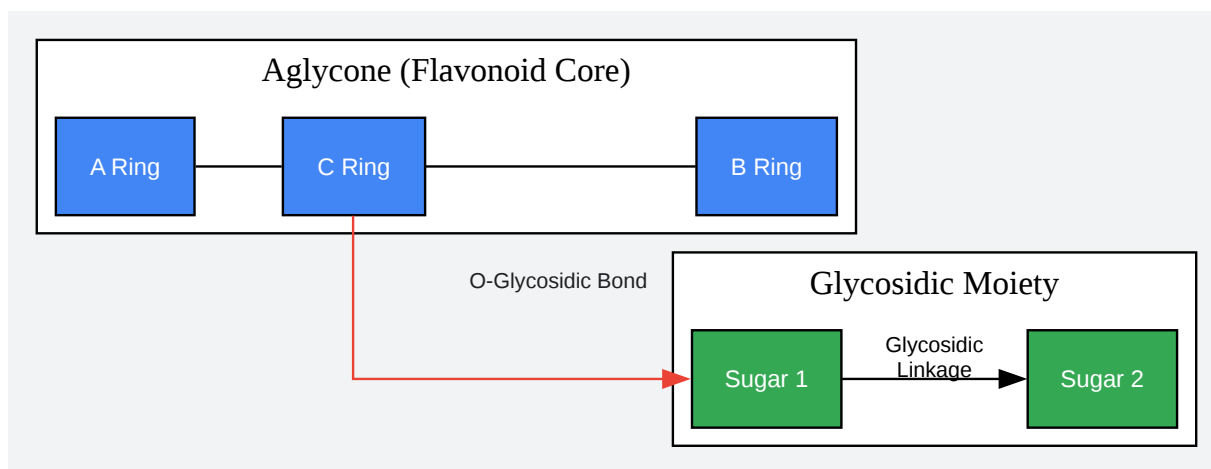 Aglycone (Flavonoid Core)
A Ring
C Ring
B Ring
O-Glycosidic Bond
Glycosidic Moiety
Sugar 1
Glycosidic
Linkage
Sugar 2